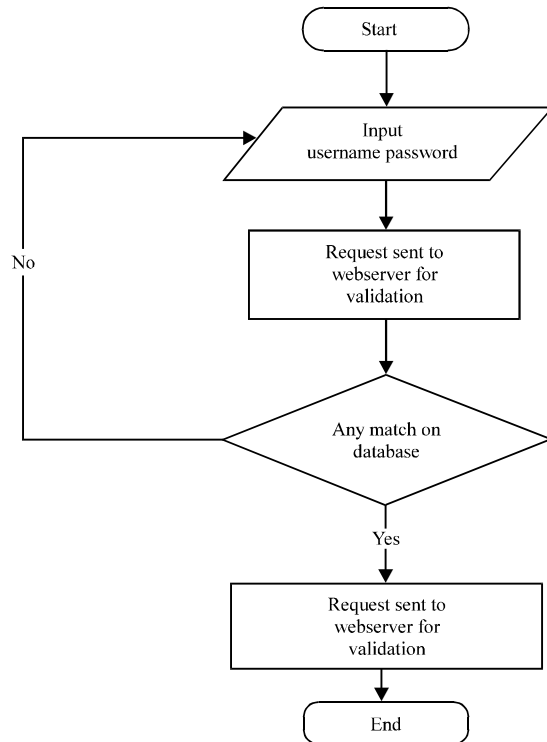 Start
Input
username password
Request sent to
webserver for
validation
No
Any match on
database
Yes
Request sent to
webserver for
validation
End